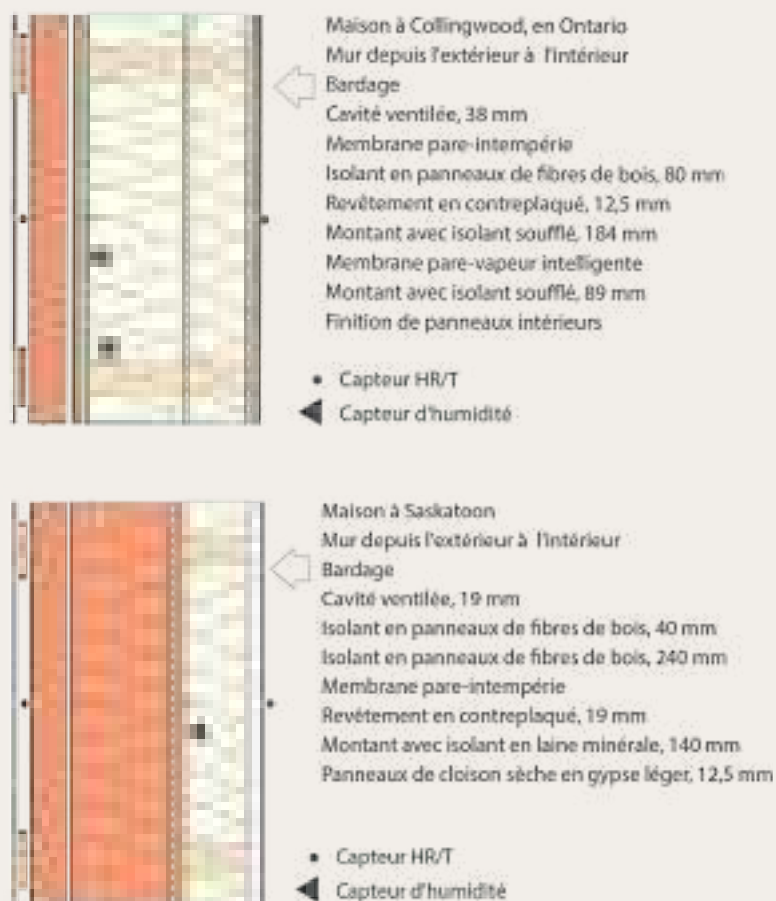 Maison à Collingwood, en Ontario
Mur depuis l'extérieur à l'intérieur
Bardage
Cavité ventilée, 38 mm
Membrane pare-intempérie
Isolant en panneaux de fibres de bois, 80 mm
Revêtement en contreplaqué, 12,5 mm
Montant avec isolant soufflé, 184 mm
Membrane pare-vapeur intelligente
Montant avec isolant soufflé, 89 mm
Finition de panneaux intérieurs
Capteur HR/T
Capteur d'humidité
Maison à Saskatoon
Mur depuis l'extérieur à l'intérieur
Bardage
Cavité ventilée, 19 mm
Isolant en panneaux de fibres de bois, 40 mm
Isolant en panneaux de fibres de bois, 240 mm
Membrane pare-intempérie
Revêtement en contreplaqué, 19 mm
Montant avec isolant en laine minérale, 140 mm
Panneaux de cloison sèche en gypse léger, 12,5 mm
Capteur HR/T
Capteur d'humidité